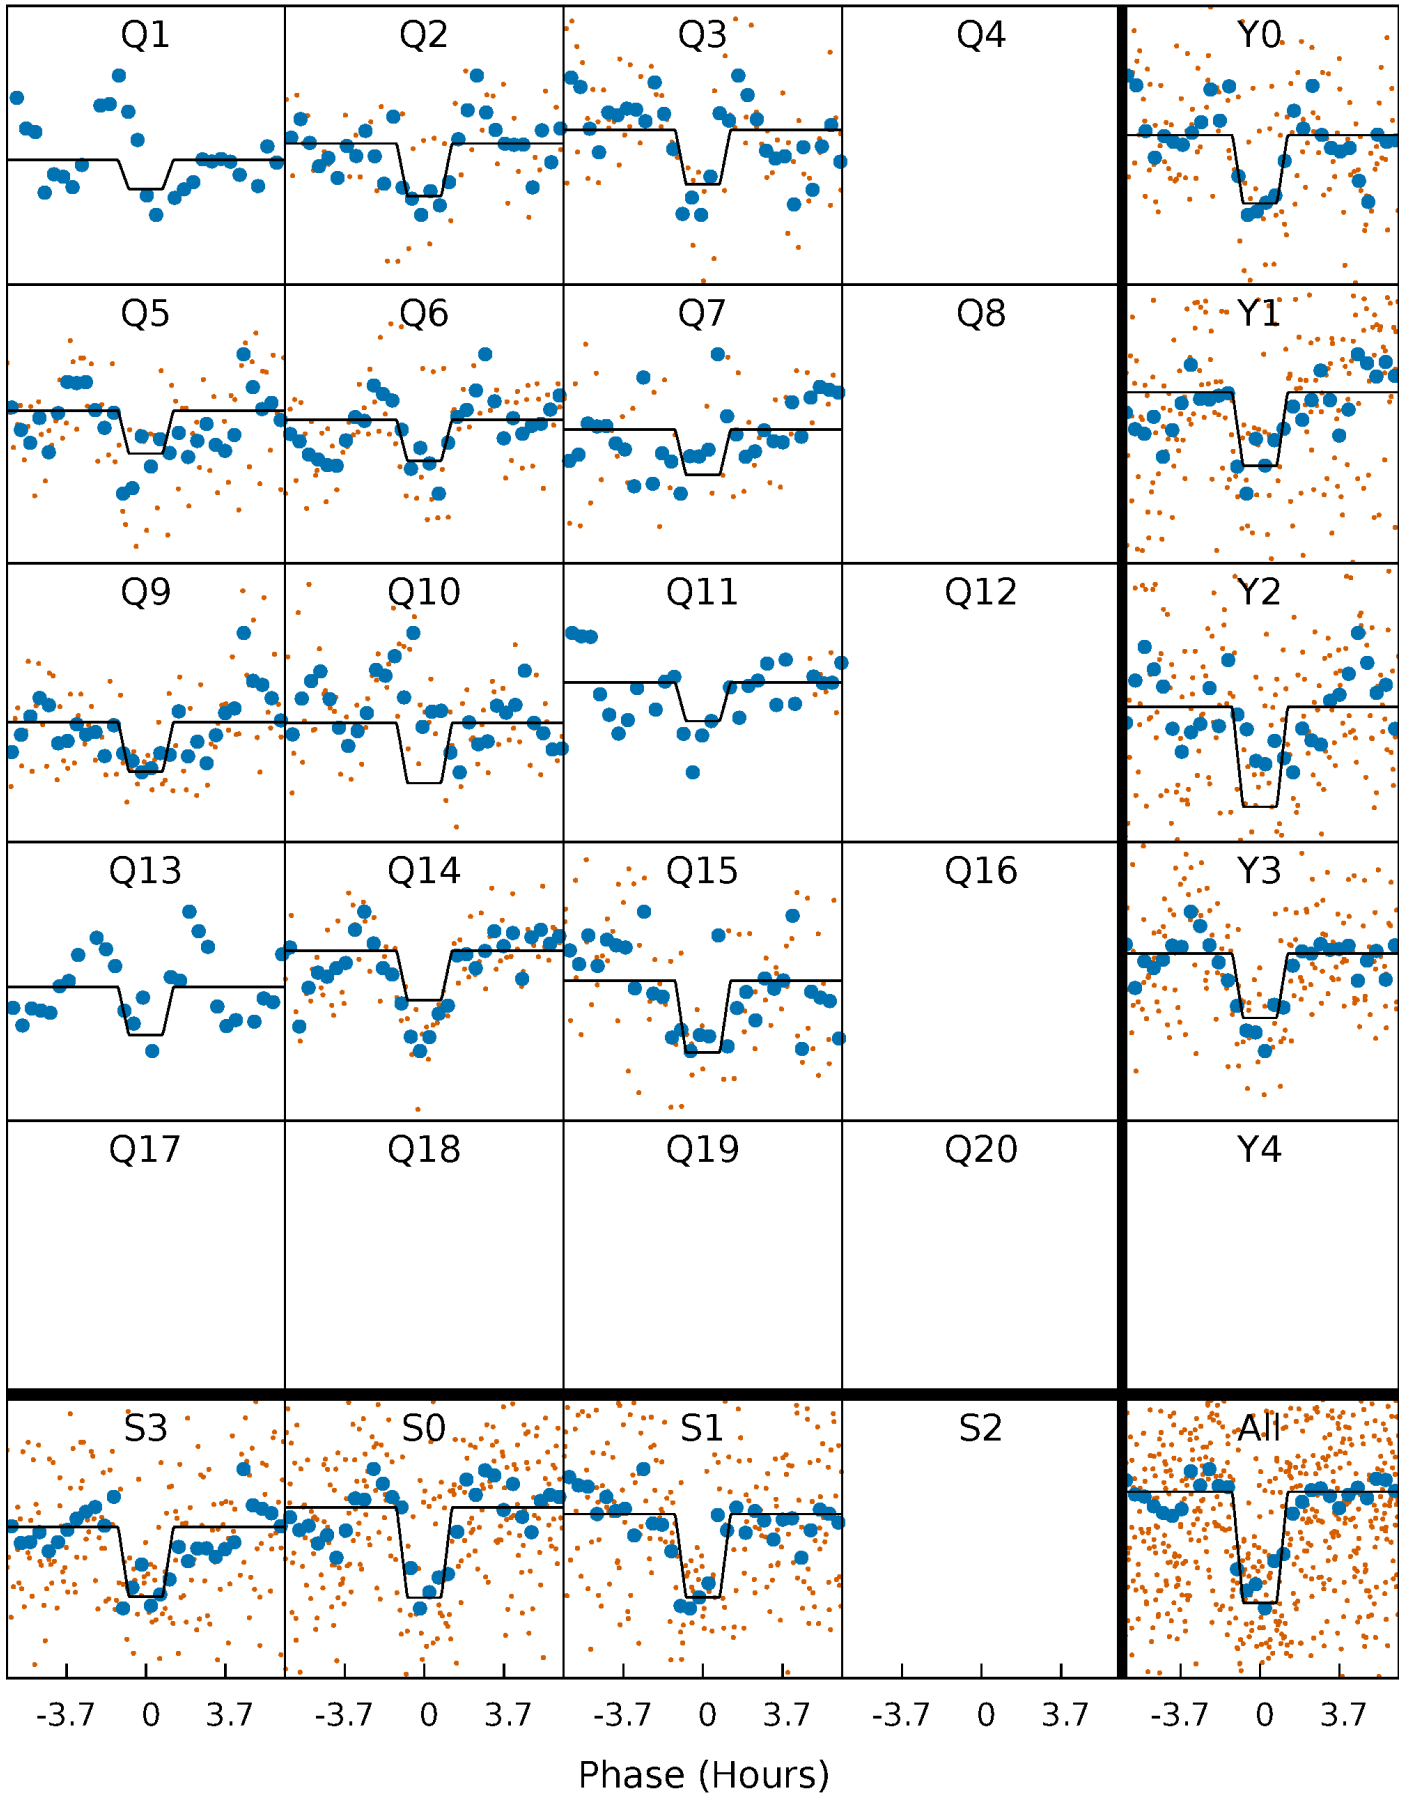 Q1 Q2 Q3 Q4 Y0
Q5 Q6 Q7 Q8 Y1
Q9 Q10 Q11 Q12 Y2
Q13 Q14 Q15 Q16 Y3
Q17 Q18 Q19 Q20 Y4
S3 S0 S1 S2 All
-3.7 0 3.7 -3.7 0 3.7 -3.7 0 3.7 -3.7 0 3.7 -3.7 0 3.7
Phase (Hours)